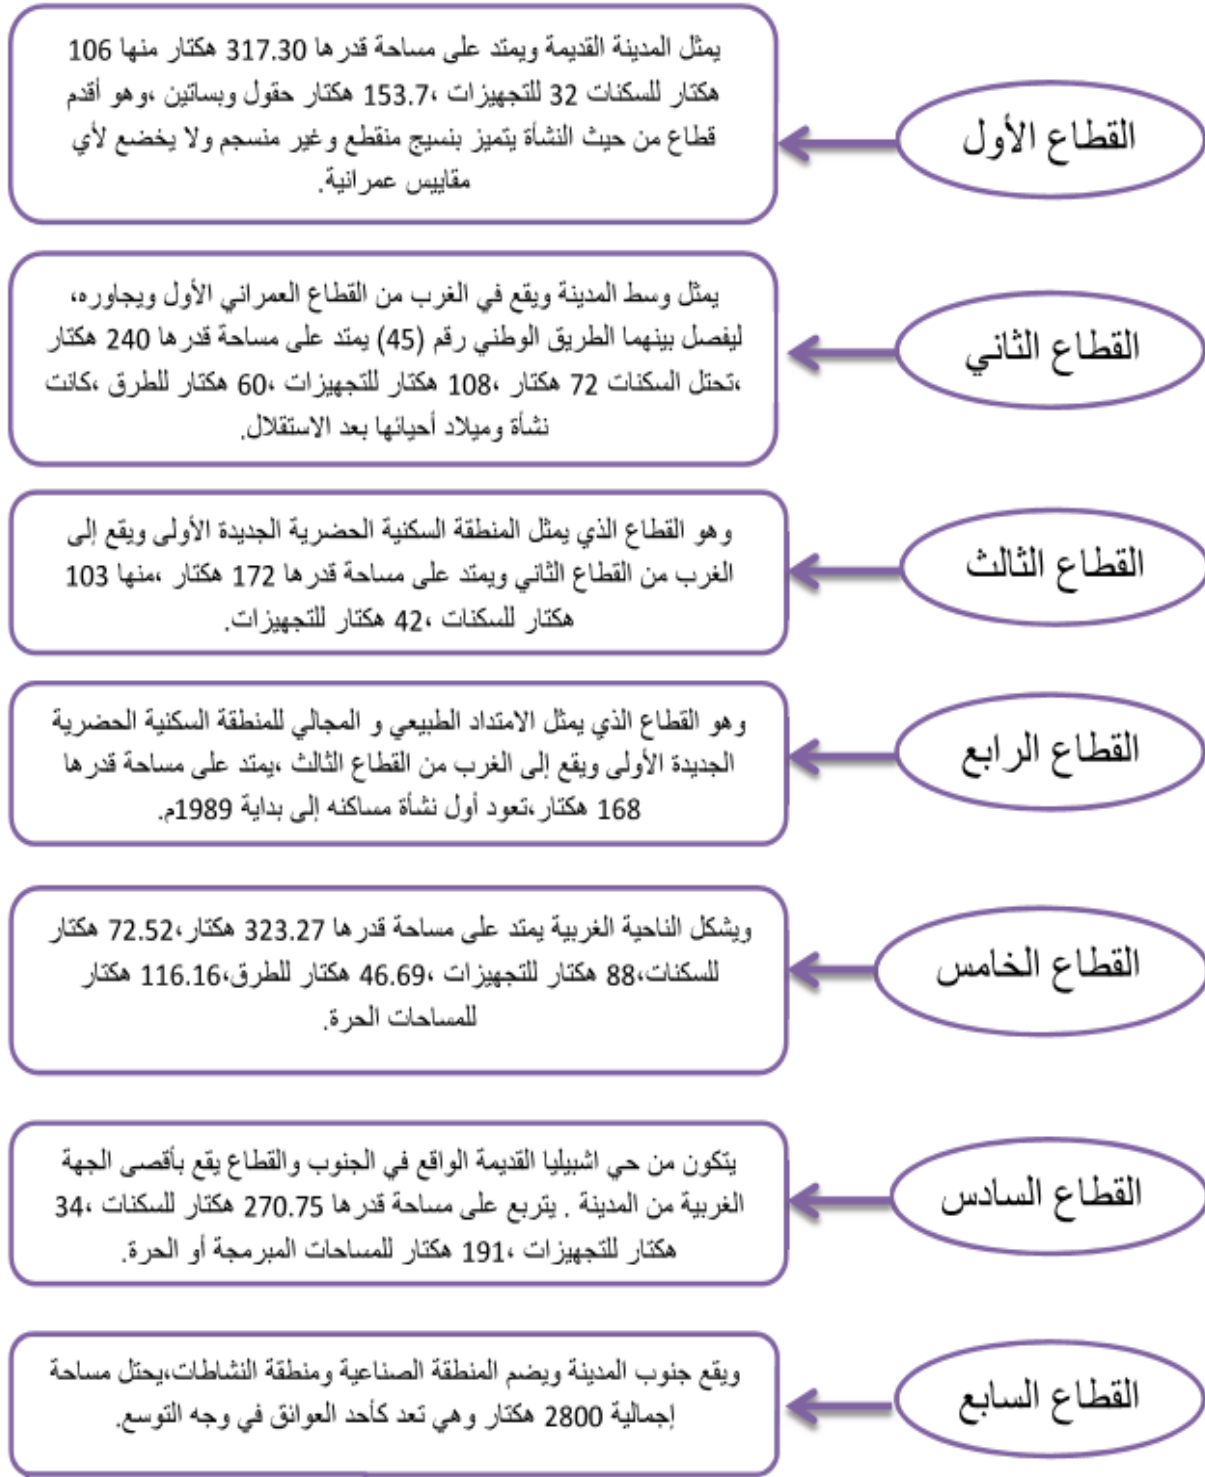 القطاع الأول
يمثل المدينة القديمة ويمتد على مساحة قدرها 317.30 هكتار منها 106
هكتار للسكنات 32 للتجهيزات ،153.7 هكتار حقول وبساتين ،وهو أقدم
قطاع من حيث النشأة يتميز بنسيج منقطع وغير منسجم ولا يخضع لأي
مقاييس عمرانية.
القطاع الثاني
يمثل وسط المدينة ويقع في الغرب من القطاع العمراني الأول ويجاوره،
ليفصل بينهما الطريق الوطني رقم (45) يمتد على مساحة قدرها 240 هكتار
،تحتل السكنات 72 هكتار ،108 هكتار للتجهيزات ،60 هكتار للطرق ،كانت
نشأة وميلاد أحيائها بعد الاستقلال.
القطاع الثالث
وهو القطاع الذي يمثل المنطقة السكنية الحضرية الجديدة الأولى ويقع إلى
الغرب من القطاع الثاني ويمتد على مساحة قدرها 172 هكتار ،منها 103
هكتار للسكنات ،42 هكتار للتجهيزات.
القطاع الرابع
وهو القطاع الذي يمثل الامتداد الطبيعي و المجالي للمنطقة السكنية الحضرية
الجديدة الأولى ويقع إلى الغرب من القطاع الثالث ،يمتد على مساحة قدرها
168 هكتار،تعود أول نشأة مساكنه إلى بداية 1989م.
القطاع الخامس
ويشكل الناحية الغربية يمتد على مساحة قدرها 323.27 هكتار،72.52 هكتار
للسكنات،88 هكتار للتجهيزات ،46.69 هكتار للطرق،116.16 هكتار
للمساحات الحرة.
القطاع السادس
يتكون من حي اشبيليا القديمة الواقع في الجنوب والقطاع يقع بأقصى الجهة
الغربية من المدينة . يتربع على مساحة قدرها 270.75 هكتار للسكنات ،34
هكتار للتجهيزات ،191 هكتار للمساحات المبرمجة أو الحرة.
القطاع السابع
ويقع جنوب المدينة ويضم المنطقة الصناعية ومنطقة النشاطات،يحتل مساحة
إجمالية 2800 هكتار وهي تعد كأحد العوائق في وجه التوسع.